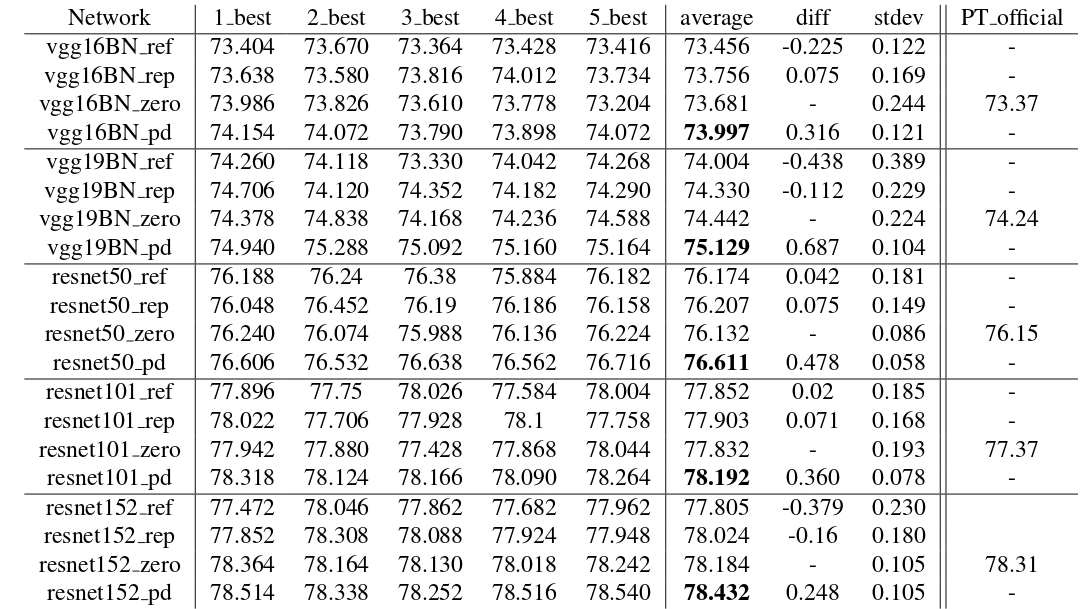 Network 1_best 2_best 3_best 4_best 5_best average diff stdev PT_official
vgg16BN_ref 73.404 73.670 73.364 73.428 73.416 73.456 -0.225 0.122 -
vgg16BN_rep 73.638 73.580 73.816 74.012 73.734 73.756 0.075 0.169 -
vgg16BN_zero 73.986 73.826 73.610 73.778 73.204 73.681 - 0.244 73.37
vgg16BN_pd 74.154 74.072 73.790 73.898 74.072 73.997 0.316 0.121 -
vgg19BN_ref 74.260 74.118 73.330 74.042 74.268 74.004 -0.438 0.389 -
vgg19BN_rep 74.706 74.120 74.352 74.182 74.290 74.330 -0.112 0.229 -
vgg19BN_zero 74.378 74.838 74.168 74.236 74.588 74.442 - 0.224 74.24
vgg19BN_pd 74.940 75.288 75.092 75.160 75.164 75.129 0.687 0.104 -
resnet50_ref 76.188 76.24 76.38 75.884 76.182 76.174 0.042 0.181 -
resnet50_rep 76.048 76.452 76.19 76.186 76.158 76.207 0.075 0.149 -
resnet50_zero 76.240 76.074 75.988 76.136 76.224 76.132 - 0.086 76.15
resnet50_pd 76.606 76.532 76.638 76.562 76.716 76.611 0.478 0.058 -
resnet101_ref 77.896 77.75 78.026 77.584 78.004 77.852 0.02 0.185 -
resnet101_rep 78.022 77.706 77.928 78.1 77.758 77.903 0.071 0.168 -
resnet101_zero 77.942 77.880 77.428 77.868 78.044 77.832 - 0.193 77.37
resnet101_pd 78.318 78.124 78.166 78.090 78.264 78.192 0.360 0.078 -
resnet152_ref 77.472 78.046 77.862 77.682 77.962 77.805 -0.379 0.230
resnet152_rep 77.852 78.308 78.088 77.924 77.948 78.024 -0.16 0.180
resnet152_zero 78.364 78.164 78.130 78.018 78.242 78.184 - 0.105 78.31
resnet152_pd 78.514 78.338 78.252 78.516 78.540 78.432 0.248 0.105 -